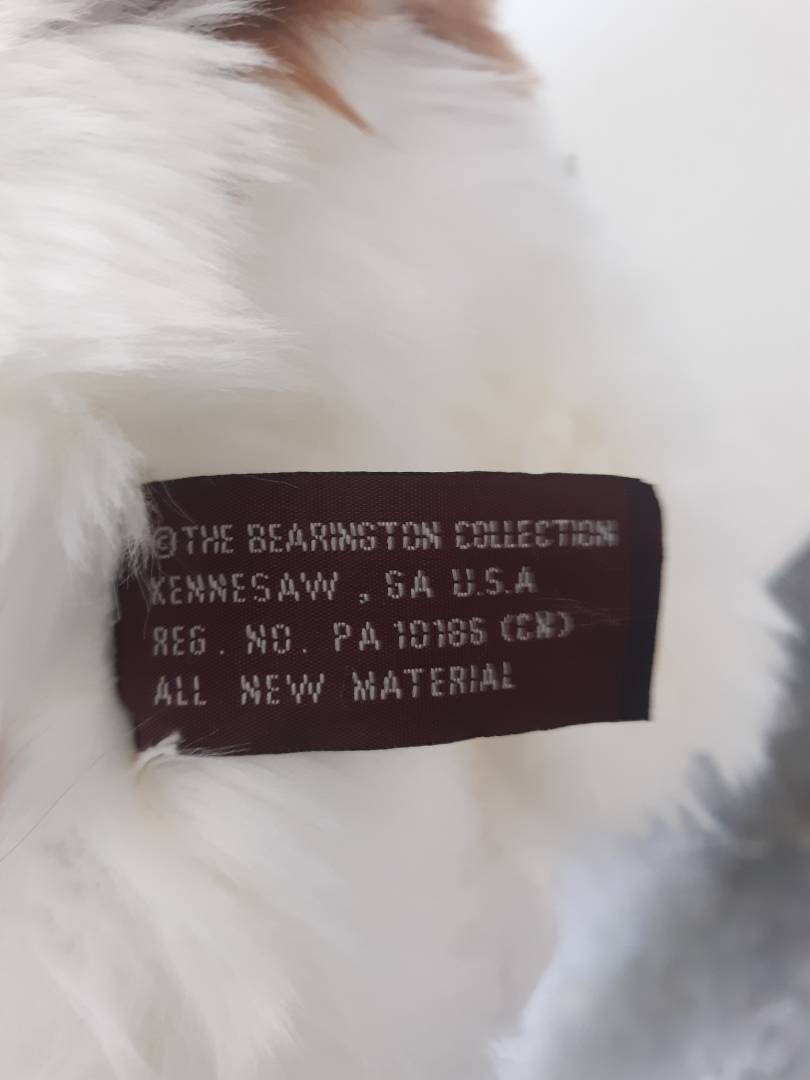 ©THE BEARINGTON COLLECTION
KENNESAW, GA U.S.A
REG. NO. PA 10186 (CN)
ALL NEW MATERIAL